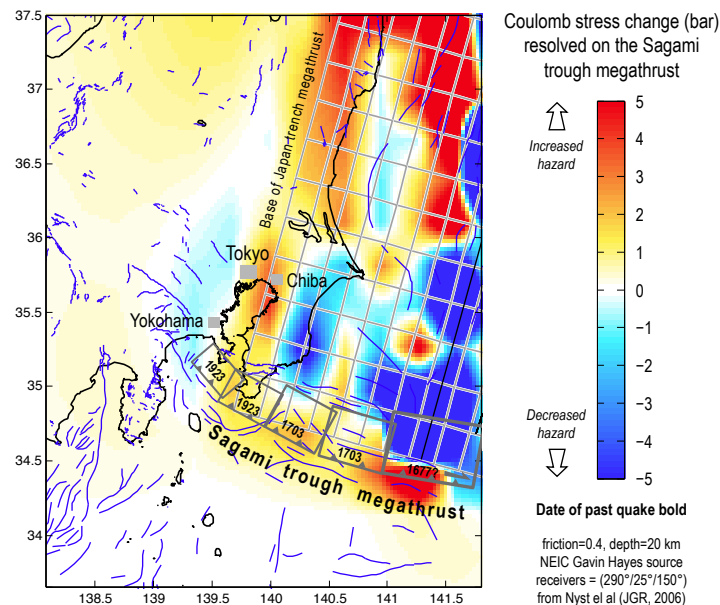 Coulomb stress change (bar)
resolved on the Sagami
trough megathrust
37.5
37
36.5
36
35.5
35
34.5
34
138.5
139
139.5
140
140.5
141
141.5
Base of Japan trench megathrust
Tokyo
Chiba
Yokohama
1923
1923
1703
1703
1677?
Sagami trough megathrust
Increased
hazard
5
4
3
2
1
0
−1
−2
−3
−4
−5
Decreased
hazard
Date of past quake bold
friction=0.4, depth=20 km
NEIC Gavin Hayes source
receivers = (290°/25°/150°)
from Nyst el al (JGR, 2006)